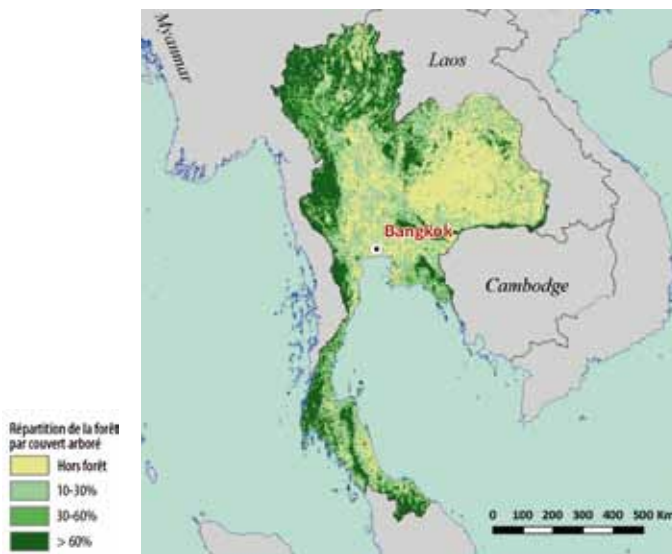 Myanmar
Laos
Bangkok
Cambodge
Répartition de la forêt
par couvert arboré
Hors forêt
10-30%
30-60%
> 60%
0 100 200 300 400 500 Km